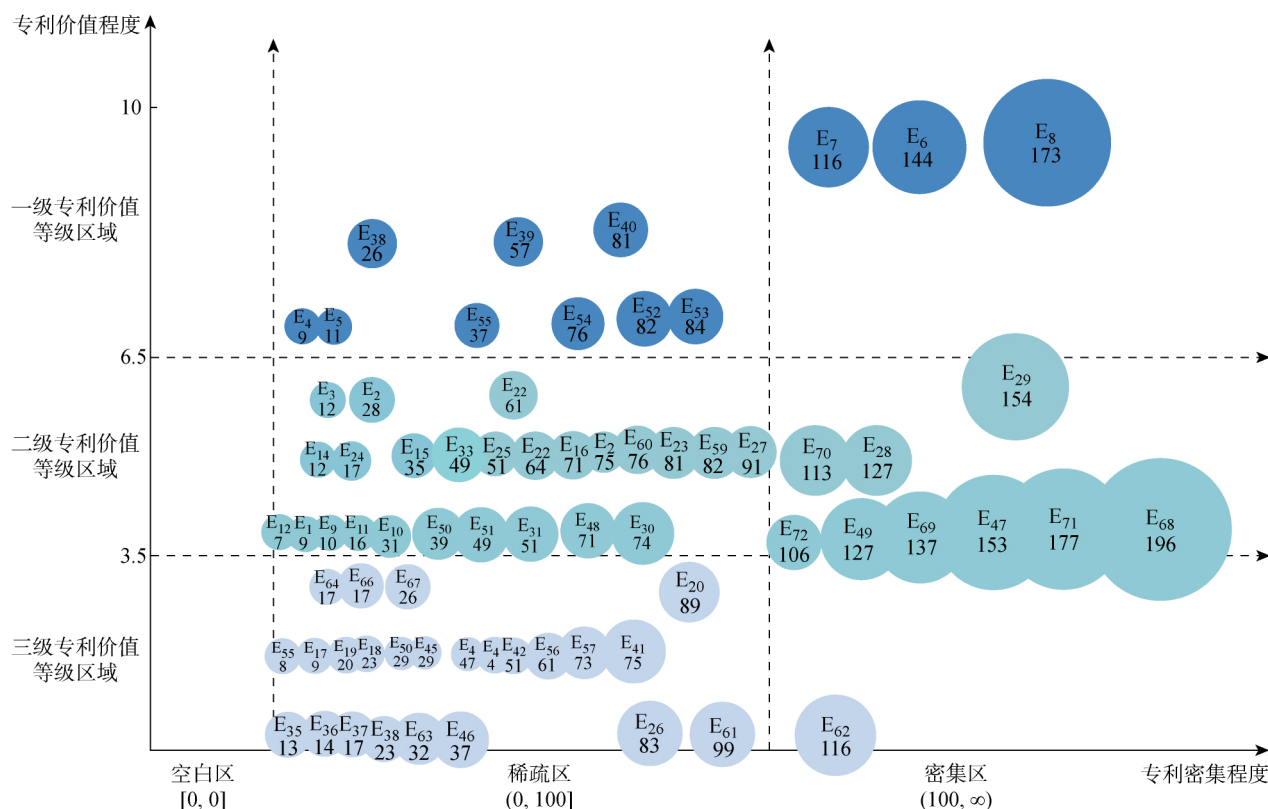 专利价值程度
10
E7
116
E6
144
E8
173
一级专利价值
等级区域
E38
26
E39
57
E40
81
E4
9
E5
11
E55
37
E54
76
E52
82
E53
84
6.5
E3
12
E2
28
E22
61
E29
154
二级专利价值
等级区域
E14
12
E24
17
E15
35
E33
49
E25
51
E22
64
E16
71
E2
75
E60
76
E23
81
E59
82
E27
91
E70
113
E28
127
E12
7
E1
9
E9
10
E11
16
E10
31
E50
39
E51
49
E31
51
E48
71
E30
74
E72
106
E49
127
E69
137
E47
153
E71
177
E68
196
3.5
E64
17
E66
17
E67
26
E20
89
三级专利价值
等级区域
E55
8
E17
9
E19
20
E18
23
E50
29
E45
29
E4
47
E4
4
E42
51
E56
61
E57
73
E41
75
E35
13
E36
14
E37
17
E38
23
E63
32
E46
37
E26
83
E61
99
E62
116
空白区
[0, 0]
稀疏区
(0, 100]
密集区
(100, ∞)
专利密集程度